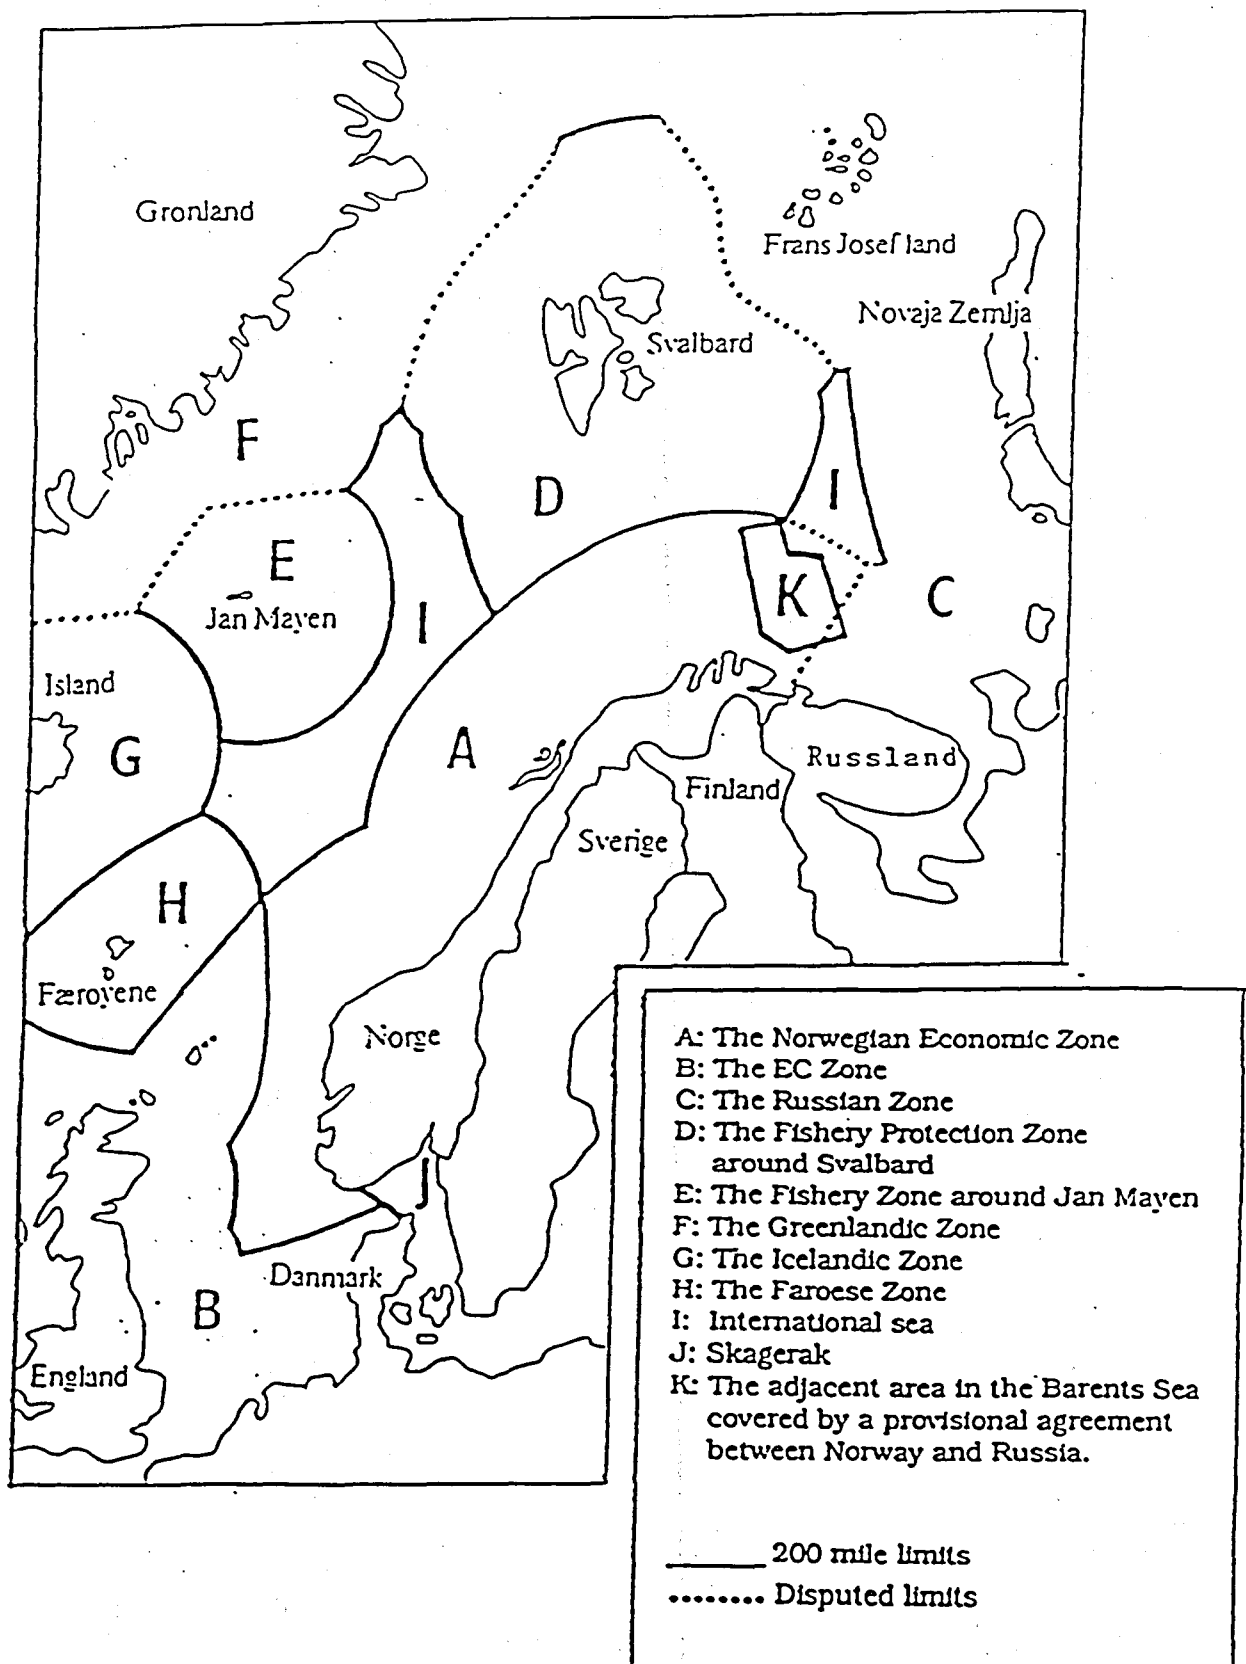 Gronland
Frans Josef land
Novaja Zemlja
Svalbard
F
D
I
E
K
C
Jan Mayen
I
Island
G
A
Russland
Finland
Sverige
H
Færoyene
Norge
J
Danmark
B
England
A: The Norwegian Economic Zone
B: The EC Zone
C: The Russian Zone
D: The Fishery Protection Zone
around Svalbard
E: The Fishery Zone around Jan Mayen
F: The Greenlandic Zone
G: The Icelandic Zone
H: The Faroese Zone
I: International sea
J: Skagerak
K: The adjacent area in the Barents Sea
covered by a provisional agreement
between Norway and Russia.
200 mile limits
Disputed limits